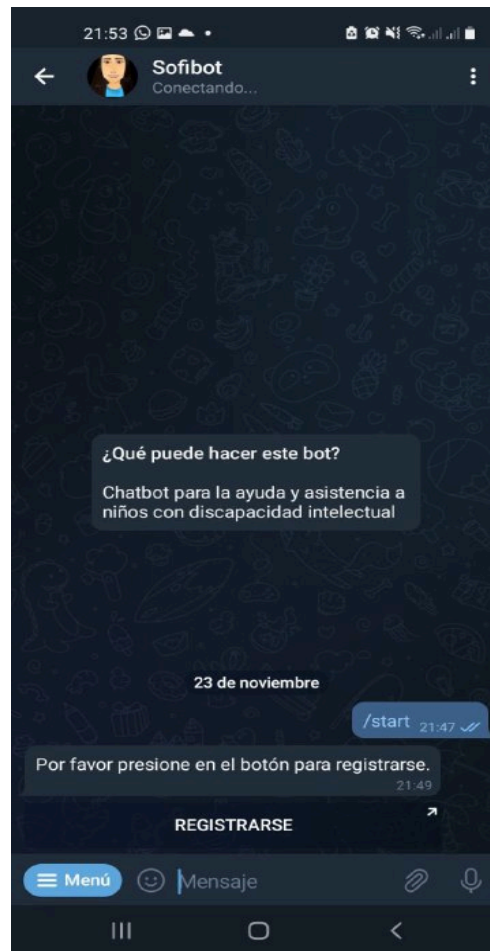 21:53
Sofibot
Conectando...
¿Qué puede hacer este bot?
Chatbot para la ayuda y asistencia a
niños con discapacidad intelectual
23 de noviembre
/start 21:47
Por favor presione en el botón para registrarse.
21:49
REGISTRARSE
Menú
Mensaje